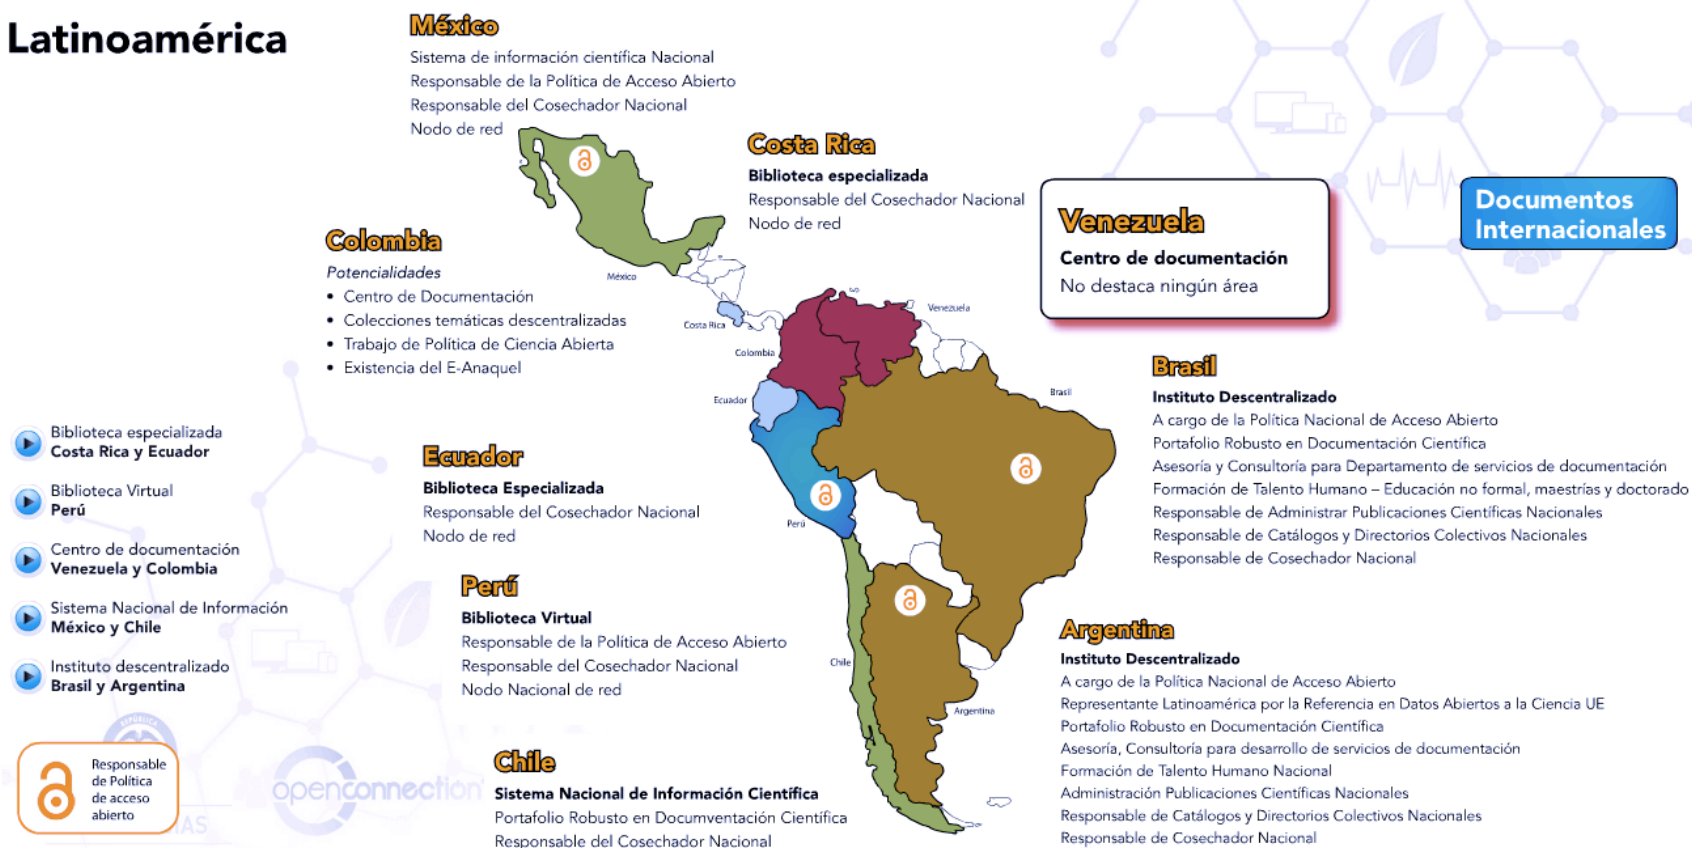 Latinoamérica
México
Sistema de información científica Nacional
Responsable de la Política de Acceso Abierto
Responsable del Cosechador Nacional
Nodo de red
Costa Rica
Biblioteca especializada
Responsable del Cosechador Nacional
Nodo de red
Venezuela
Centro de documentación
No destaca ningún área
Documentos
Internacionales
Colombia
Potencialidades
• Centro de Documentación
• Colecciones temáticas descentralizadas
• Trabajo de Política de Ciencia Abierta
• Existencia del E-Anaquel
México
Costa Rica
Colombia
Venezuela
Ecuador
Brasil
Perú
Chile
Argentina
Brasil
Instituto Descentralizado
A cargo de la Política Nacional de Acceso Abierto
Portafolio Robusto en Documentación Científica
Asesoría y Consultoría para Departamento de servicios de documentación
Formación de Talento Humano – Educación no formal, maestrías y doctorado
Responsable de Administrar Publicaciones Científicas Nacionales
Responsable de Catálogos y Directorios Colectivos Nacionales
Responsable de Cosechador Nacional
Biblioteca especializada
Costa Rica y Ecuador
Biblioteca Virtual
Perú
Centro de documentación
Venezuela y Colombia
Sistema Nacional de Información
México y Chile
Instituto descentralizado
Brasil y Argentina
Ecuador
Biblioteca Especializada
Responsable del Cosechador Nacional
Nodo de red
Perú
Biblioteca Virtual
Responsable de la Política de Acceso Abierto
Responsable del Cosechador Nacional
Nodo Nacional de red
Argentina
Instituto Descentralizado
A cargo de la Política Nacional de Acceso Abierto
Representante Latinoamérica por la Referencia en Datos Abiertos a la Ciencia UE
Portafolio Robusto en Documentación Científica
Asesoría, Consultoría para desarrollo de servicios de documentación
Formación de Talento Humano Nacional
Administración Publicaciones Científicas Nacionales
Responsable de Catálogos y Directorios Colectivos Nacionales
Responsable de Cosechador Nacional
Chile
Sistema Nacional de Información Científica
Portafolio Robusto en Documventación Científica
Responsable del Cosechador Nacional
Responsable
de Política
de acceso
abierto
REPÚBLICA
openconnection